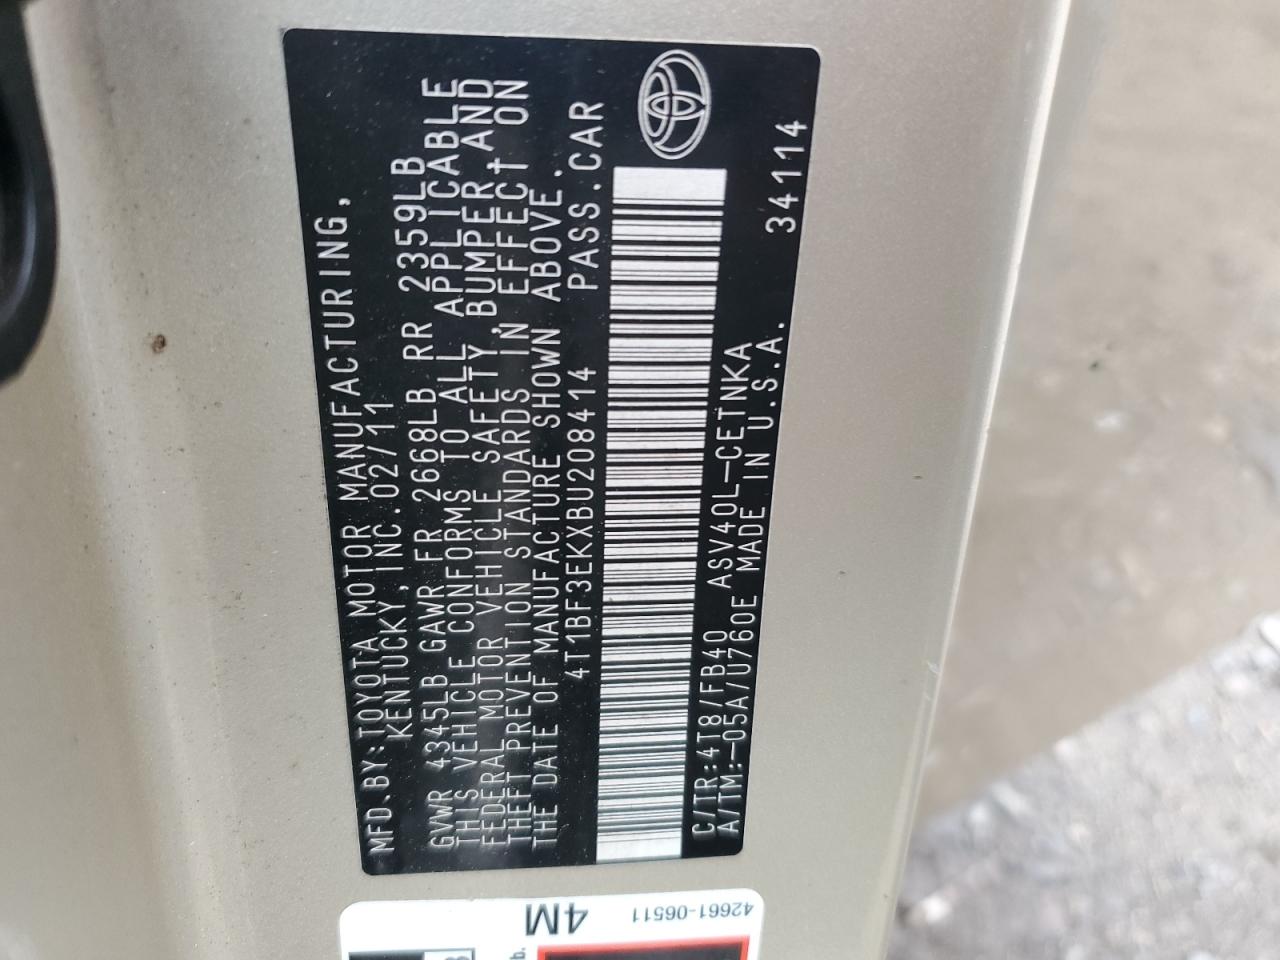 MFD.BY:TOYOTA MOTOR MANUFACTURING,
KENTUCKY, INC.02/11
GVWR 4345LB GAWR FR 2668LB RR 2359LB
THIS VEHICLE CONFORMS TO ALL APPLICABLE
FEDERAL MOTOR VEHICLE SAFETY,BUMPER,AND
THEFT PREVENTION STANDARDS IN EFFECT ON
THE DATE OF MANUFACTURE SHOWN ABOVE.
4T1BF3EKXBU208414 PASS.CAR
C/TR:4T8/FB40 ASV40L-CETNKA
A/TM:-05A/U760E MADE IN U.S.A.
34114
42661-06511
4M